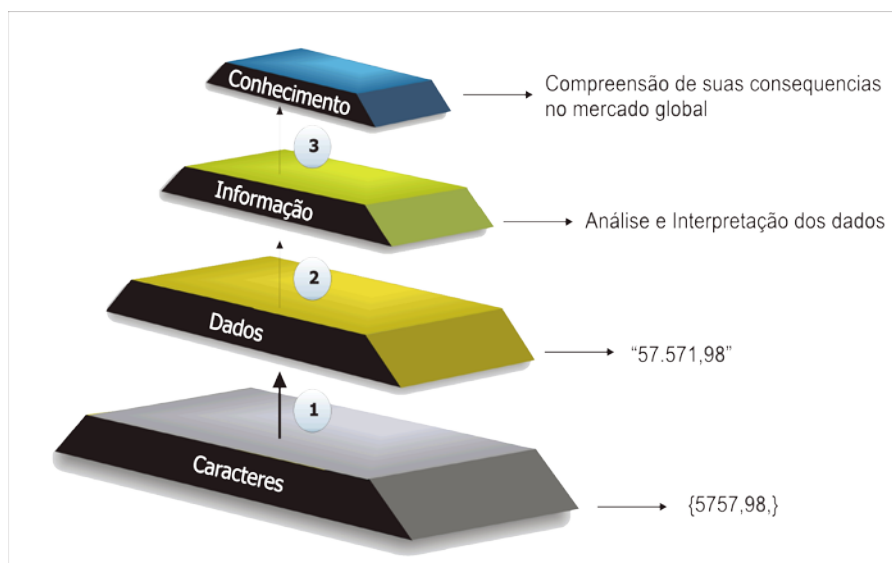 Conhecimento
Compreensão de suas consequencias
no mercado global
3
Informação
Análise e Interpretação dos dados
2
Dados
“57.571,98”
1
Caracteres
{5757,98,}